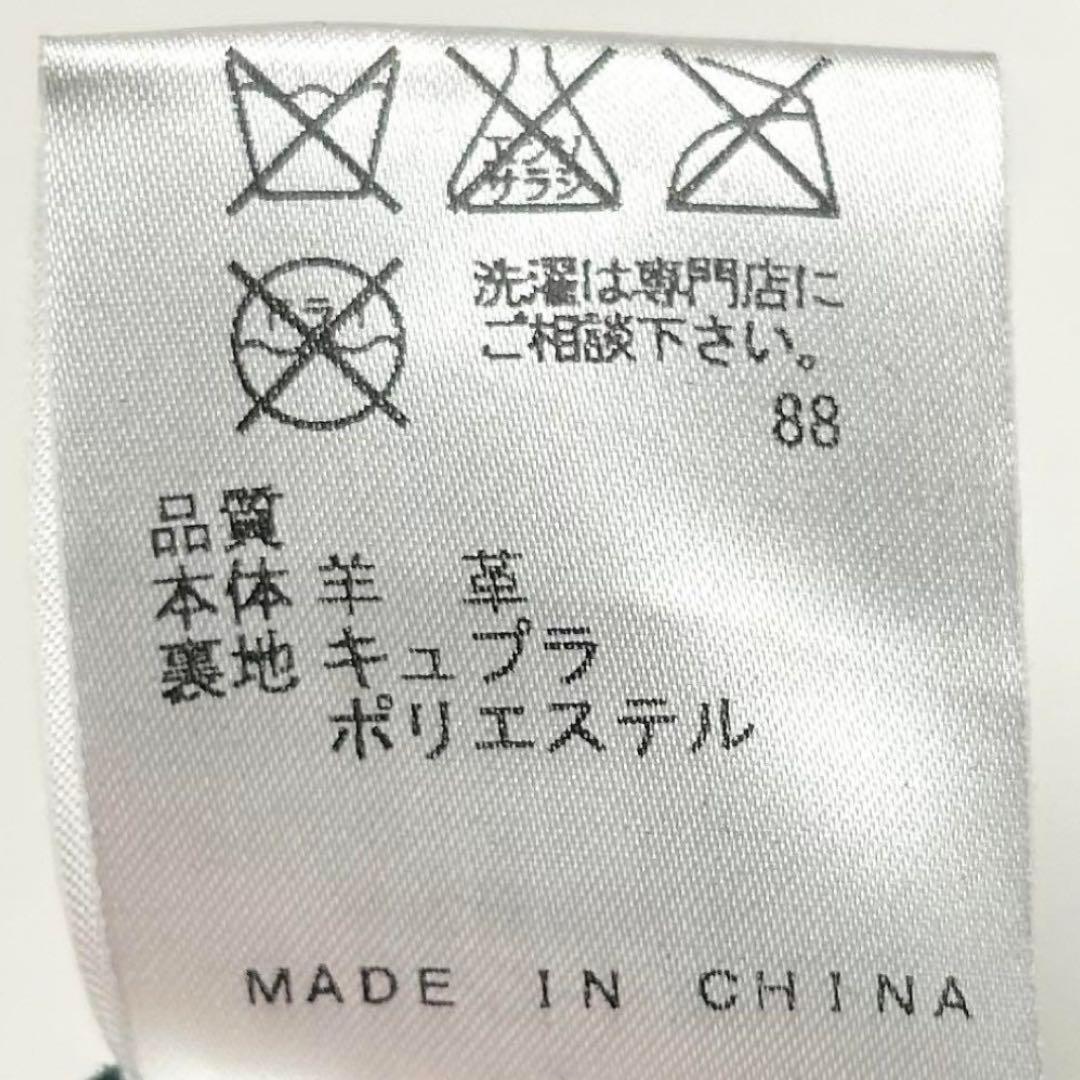 エンソ
サラシ
ドライ
洗濯は専門店に
ご相談下さい。
88
品質
本体 羊 革
裏地 キュプラ
ポリエステル
MADE IN CHINA